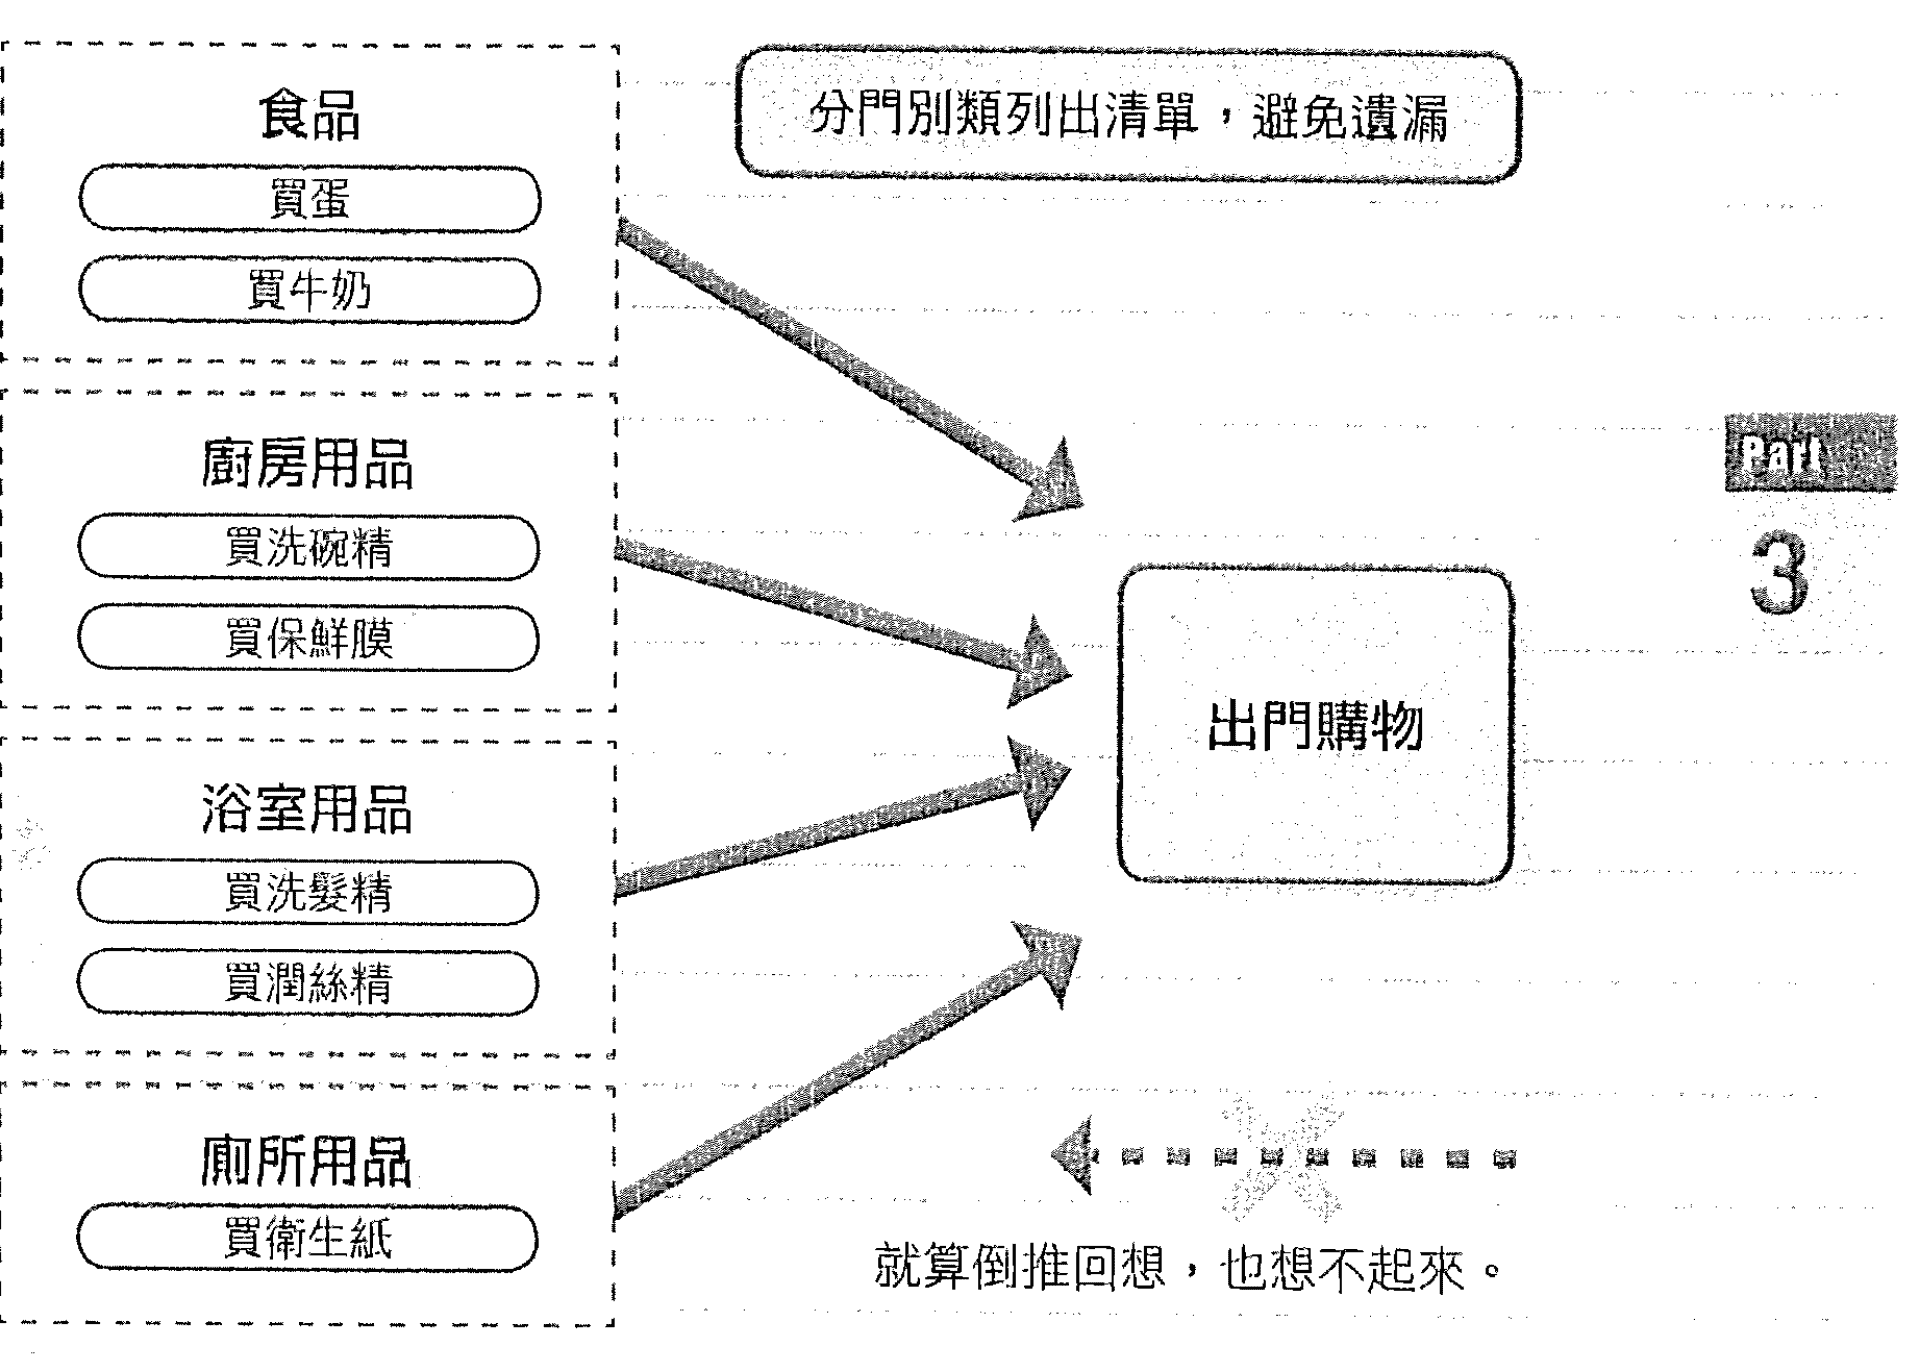 食品
買蛋
買牛奶
廚房用品
買洗碗精
買保鮮膜
浴室用品
買洗髮精
買潤絲精
廁所用品
買衛生紙
分門別類列出清單，避免遺漏
出門購物
就算倒推回想，也想不起來。
Part
3